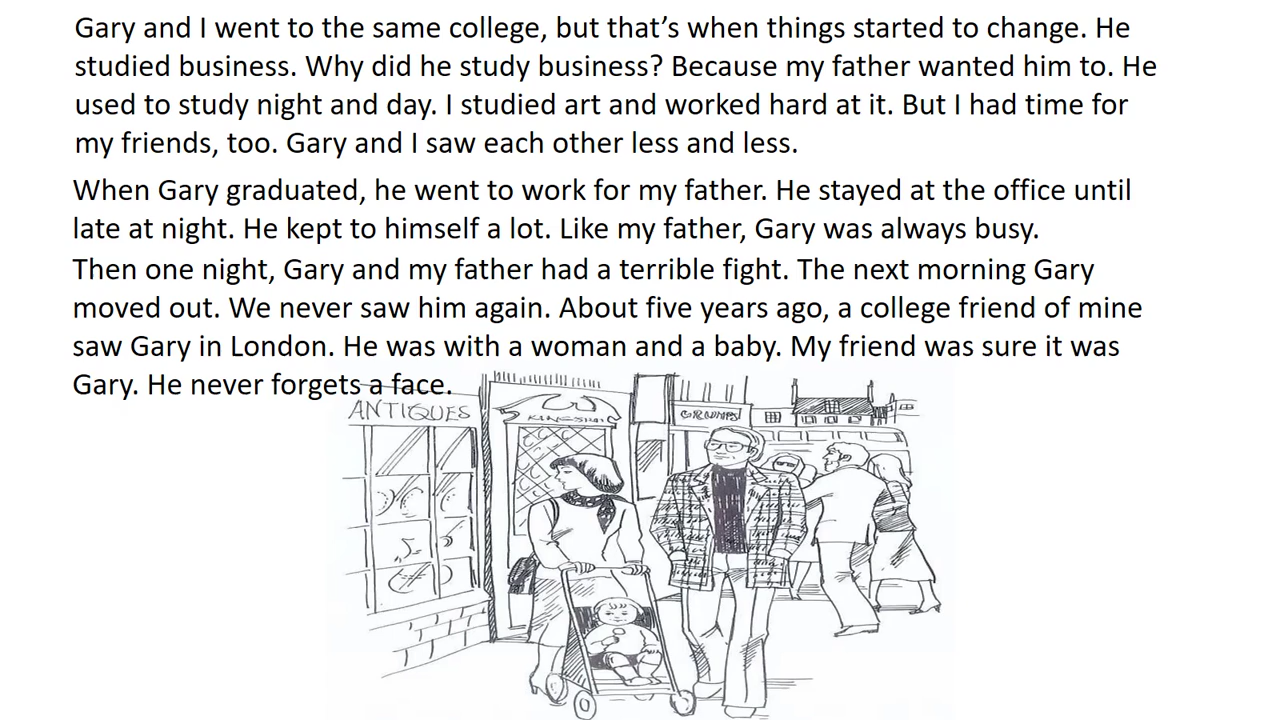 Gary and I went to the same college, but that’s when things started to change. He
studied business. Why did he study business? Because my father wanted him to. He
used to study night and day. I studied art and worked hard at it. But I had time for
my friends, too. Gary and I saw each other less and less.
When Gary graduated, he went to work for my father. He stayed at the office until
late at night. He kept to himself a lot. Like my father, Gary was always busy.
Then one night, Gary and my father had a terrible fight. The next morning Gary
moved out. We never saw him again. About five years ago, a college friend of mine
saw Gary in London. He was with a woman and a baby. My friend was sure it was
Gary. He never forgets a face.
ANTIQUES